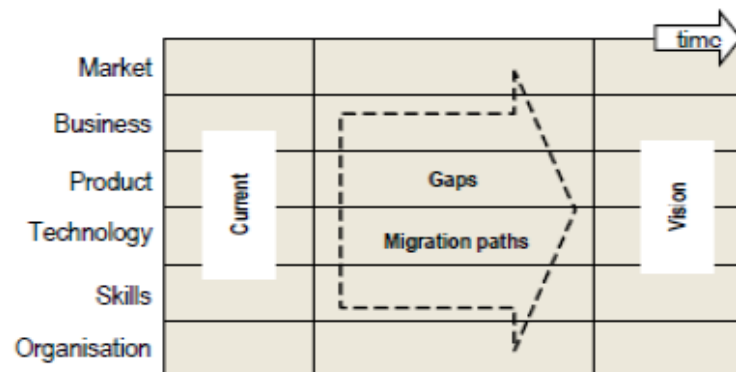 time
Market
Business
Product
Technology
Skills
Organisation
Current
Gaps
Migration paths
Vision